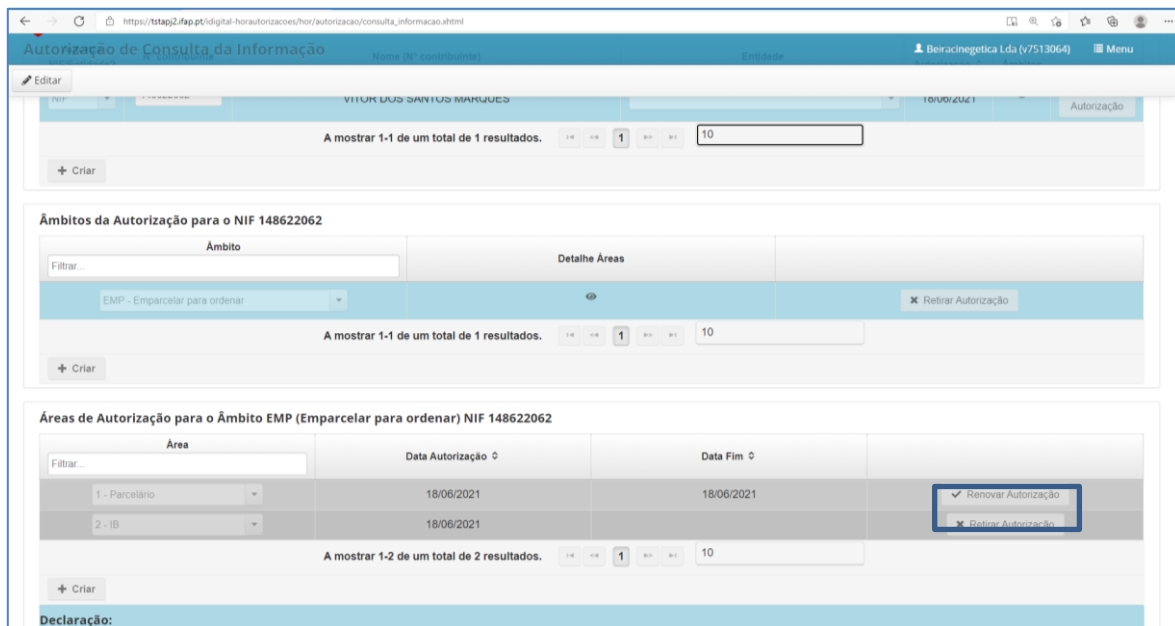 https://tstapj2.ifap.pt/idigital-horautorizacoes/hor/autorizacao/consulta_informacao.xhtml
Autorização de Consulta da Informação
Nome (Nº contribuinte)
Entidade
Beiracinegetica Lda (v7513064)
Menu
Editar
NIF
VITOR DOS SANTOS MARQUES
18/06/2021
Autorização
A mostrar 1-1 de um total de 1 resultados. 1 10
+ Criar
Âmbitos da Autorização para o NIF 148622062
Âmbito
Detalhe Áreas
Filtrar...
EMP - Emparcelar para ordenar
Retirar Autorização
A mostrar 1-1 de um total de 1 resultados. 1 10
+ Criar
Áreas de Autorização para o Âmbito EMP (Emparcelar para ordenar) NIF 148622062
Área
Data Autorização
Data Fim
Filtrar...
1 - Parcelário 18/06/2021 18/06/2021 Renovar Autorização
2 - IB 18/06/2021 Retirar Autorização
A mostrar 1-2 de um total de 2 resultados. 1 10
+ Criar
Declaração: